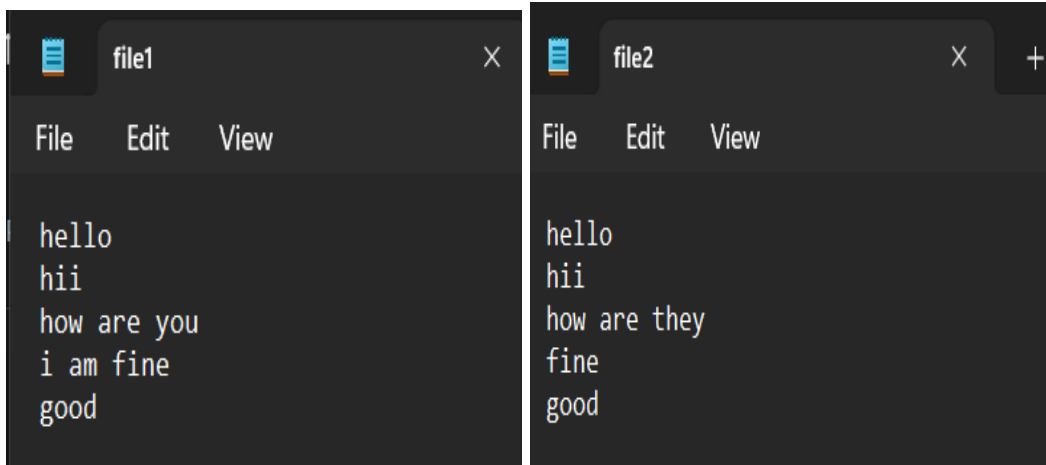 file1
File Edit View
hello
hii
how are you
i am fine
good
file2
File Edit View
hello
hii
how are they
fine
good